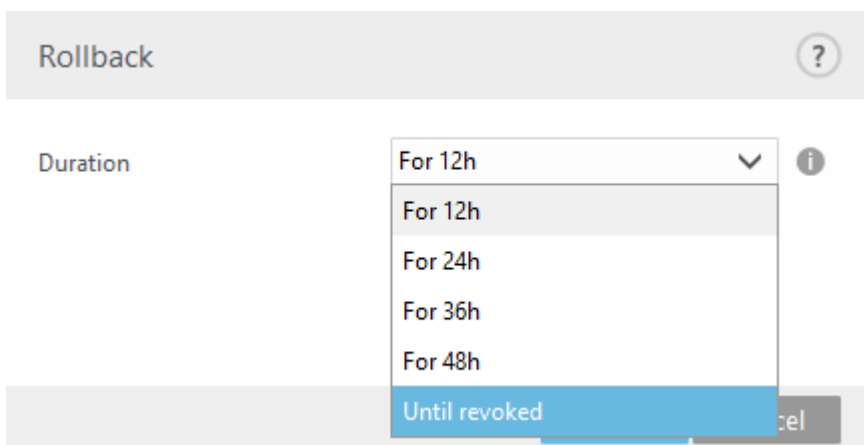 Rollback
?
Duration
For 12h
i
For 12h
For 24h
For 36h
For 48h
Until revoked